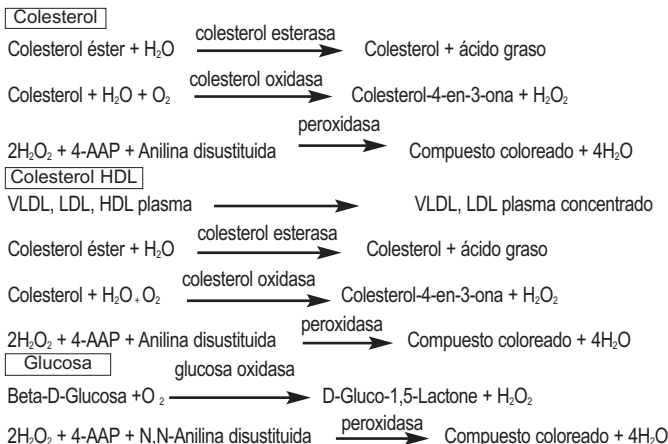 Colesterol
colesterol esterasa
Colesterol éster + H₂O Colesterol + ácido graso
colesterol oxidasa
Colesterol + H₂O + O₂ Colesterol-4-en-3-ona + H₂O₂
peroxidasa
2H₂O₂ + 4-AAP + Anilina disustituida Compuesto coloreado + 4H₂O
Colesterol HDL
VLDL, LDL, HDL plasma VLDL, LDL plasma concentrado
colesterol esterasa
Colesterol éster + H₂O Colesterol + ácido graso
colesterol oxidasa
Colesterol + H₂O₊O₂ Colesterol-4-en-3-ona + H₂O₂
peroxidasa
2H₂O₂ + 4-AAP + Anilina disustituida Compuesto coloreado + 4H₂O
Glucosa
glucosa oxidasa
Beta-D-Glucosa +O ₂ D-Gluco-1,5-Lactone + H₂O₂
peroxidasa
2H₂O₂ + 4-AAP + N,N-Anilina disustituida Compuesto coloreado + 4H₂O